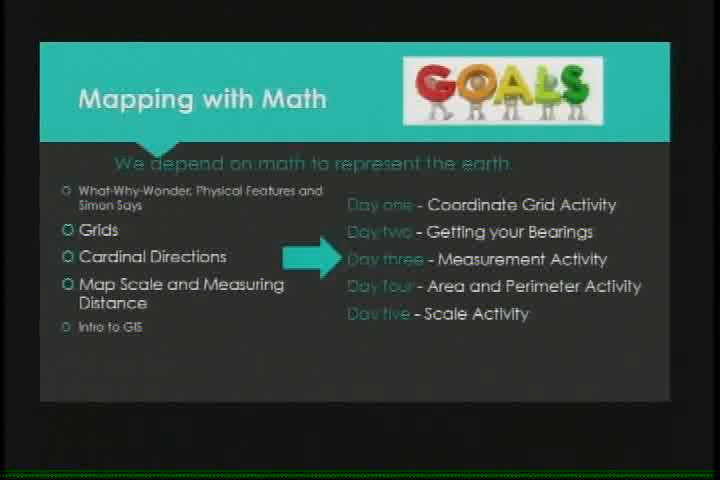 Mapping with Math
GOALS
We depend on math to represent the earth.
What-Why-Wonder, Physical Features and
Simon Says
Grids
Cardinal Directions
Map Scale and Measuring
Distance
Intro to GIS
Day one - Coordinate Grid Activity
Day two - Getting your Bearings
Day three - Measurement Activity
Day four - Area and Perimeter Activity
Day five - Scale Activity